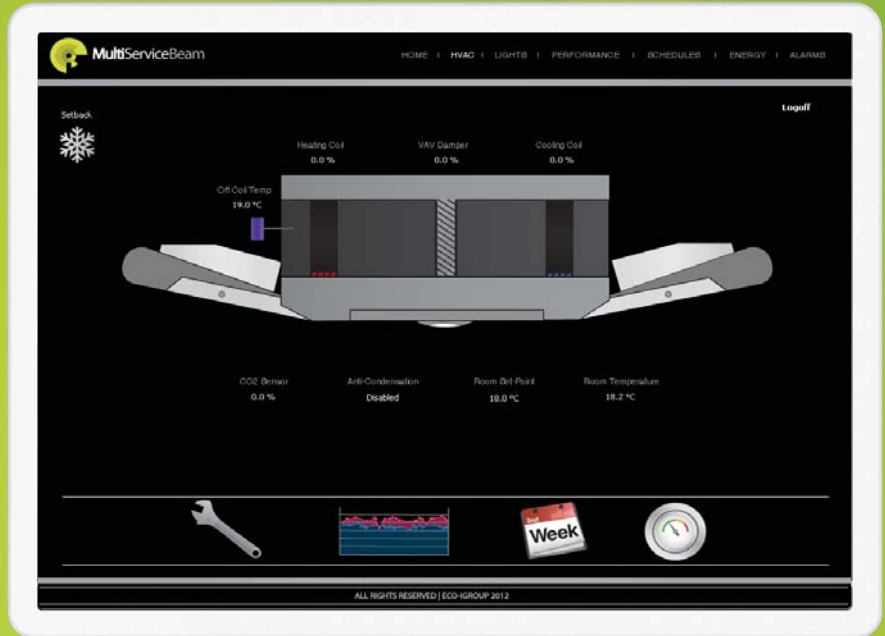 MultiServiceBeam
HOME | HVAC | LIGHTS | PERFORMANCE | SCHEDULES | ENERGY | ALARMS
Logoff
Setback
Heating Coil VAV Damper Cooling Coil
0.0 % 0.0 % 0.0 %
Off Coil Temp
19.0 °C
CO2 Sensor Anti-Condensation Room Set-Point Room Temperature
0.0 % Disabled 18.0 °C 18.2 °C
Week
ALL RIGHTS RESERVED | ECO-IGROUP 2012